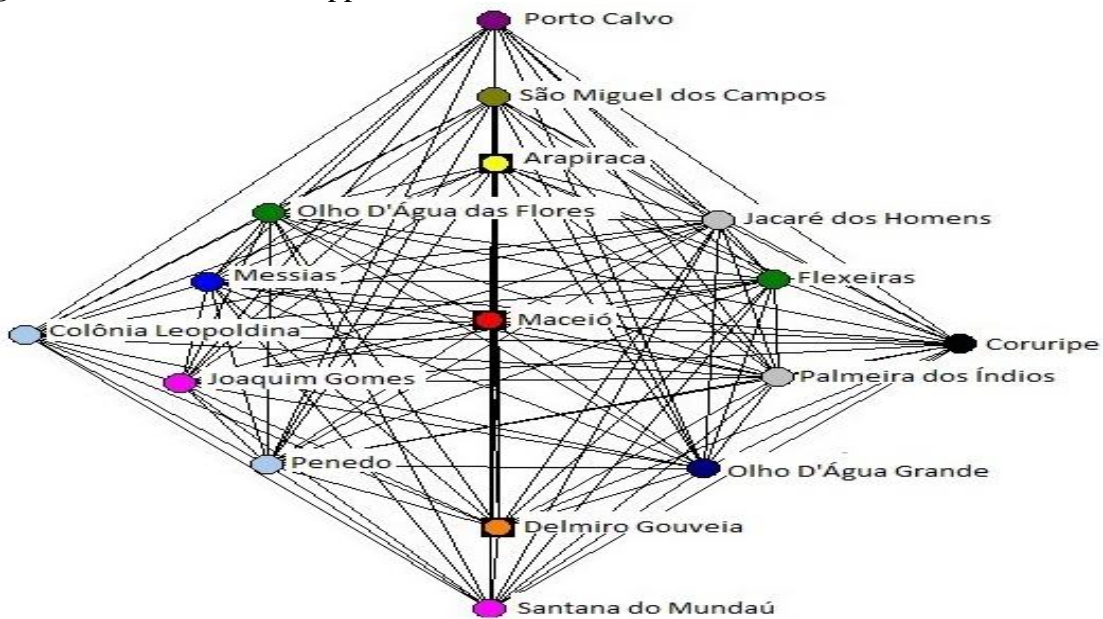 Porto Calvo
São Miguel dos Campos
Arapiraca
Olho D'Água das Flores
Jacaré dos Homens
Messias
Flexeiras
Maceió
Colônia Leopoldina
Coruripe
Joaquim Gomes
Palmeira dos Índios
Penedo
Olho D'Água Grande
Delmiro Gouveia
Santana do Mundaú